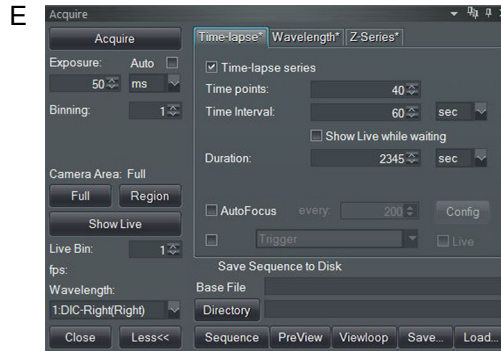 E
Acquire
Acquire
Exposure: Auto
50 ms
Binning: 1
Camera Area: Full
Full Region
Show Live
Live Bin: 1
fps:
Wavelength:
1:DIC-Right(Right)
Close Less<<
Time-lapse* Wavelength* Z-Series*
Time-lapse series
Time points: 40
Time Interval: 60 sec
Show Live while waiting
Duration: 2345 sec
AutoFocus every: 200 Config
Trigger Live
Save Sequence to Disk
Base File
Directory
Sequence PreView Viewloop Save... Load...